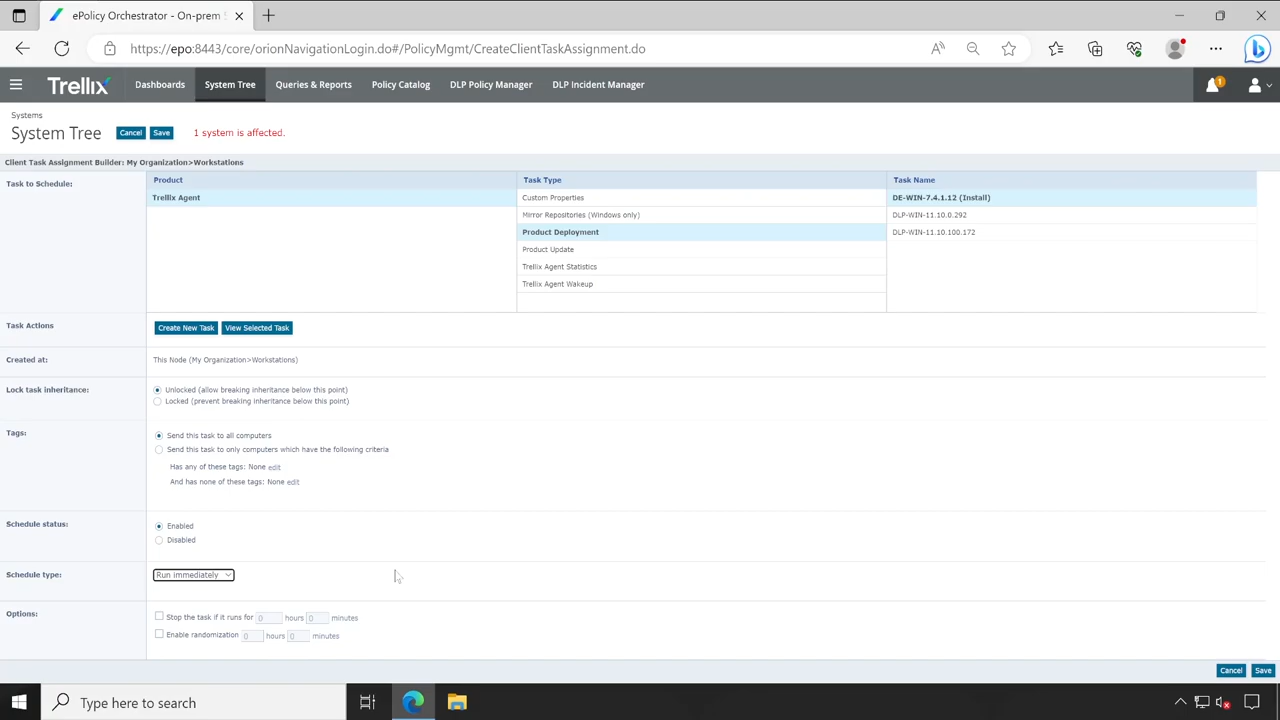 ePolicy Orchestrator - On-prem
https://epo:8443/core/orionNavigationLogin.do#/PolicyMgmt/CreateClientTaskAssignment.do
Trellix
Dashboards
System Tree
Queries & Reports
Policy Catalog
DLP Policy Manager
DLP Incident Manager
1
Systems
System Tree
Cancel
Save
1 system is affected.
Client Task Assignment Builder: My Organization>Workstations
Task to Schedule:
Product
Task Type
Task Name
Trellix Agent
Custom Properties
DE-WIN-7.4.1.12 (Install)
Mirror Repositories (Windows only)
DLP-WIN-11.10.0.292
Product Deployment
DLP-WIN-11.10.100.172
Product Update
Trellix Agent Statistics
Trellix Agent Wakeup
Task Actions
Create New Task
View Selected Task
Created at:
This Node (My Organization>Workstations)
Lock task inheritance:
Unlocked (allow breaking inheritance below this point)
Locked (prevent breaking inheritance below this point)
Tags:
Send this task to all computers
Send this task to only computers which have the following criteria
Has any of these tags: None edit
And has none of these tags: None edit
Schedule status:
Enabled
Disabled
Schedule type:
Run immediately
Options:
Stop the task if it runs for 0 hours 0 minutes
Enable randomization 0 hours 0 minutes
Cancel
Save
Type here to search